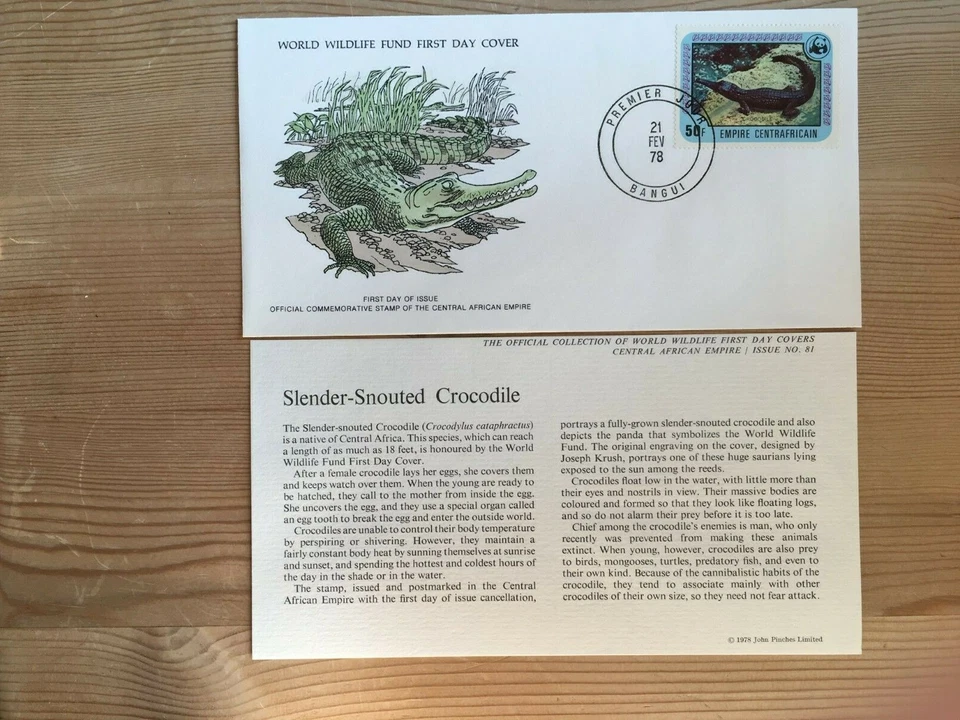 WORLD WILDLIFE FUND FIRST DAY COVER
PREMIER JOUR
21
FEV
78
BANGUI
50F EMPIRE CENTRAFRICAIN
FIRST DAY OF ISSUE
OFFICIAL COMMEMORATIVE STAMP OF THE CENTRAL AFRICAN EMPIRE
THE OFFICIAL COLLECTION OF WORLD WILDLIFE FIRST DAY COVERS
CENTRAL AFRICAN EMPIRE / ISSUE NO. 81
Slender-Snouted Crocodile
The Slender-snouted Crocodile (Crocodylus cataphractus)
is a native of Central Africa. This species, which can reach
a length of as much as 18 feet, is honoured by the World
Wildlife Fund First Day Cover.
After a female crocodile lays her eggs, she covers them
and keeps watch over them. When the young are ready to
be hatched, they call to the mother from inside the egg.
She uncovers the egg, and they use a special organ called
an egg tooth to break the egg and enter the outside world.
Crocodiles are unable to control their body temperature
by perspiring or shivering. However, they maintain a
fairly constant body heat by sunning themselves at sunrise
and sunset, and spending the hottest and coldest hours of
the day in the shade or in the water.
The stamp, issued and postmarked in the Central
African Empire with the first day of issue cancellation,
portrays a fully-grown slender-snouted crocodile and also
depicts the panda that symbolizes the World Wildlife
Fund. The original engraving on the cover, designed by
Joseph Krush, portrays one of these huge saurians lying
exposed to the sun among the reeds.
Crocodiles float low in the water, with little more than
their eyes and nostrils in view. Their massive bodies are
coloured and formed so that they look like floating logs,
and so do not alarm their prey before it is too late.
Chief among the crocodile's enemies is man, who only
recently was prevented from making these animals
extinct. When young, however, crocodiles are also prey
to birds, mongooses, turtles, predatory fish, and even to
their own kind. Because of the cannibalistic habits of the
crocodile, they tend to associate mainly with other
crocodiles of their own size, so they need not fear attack.
© 1978 John Pinches Limited